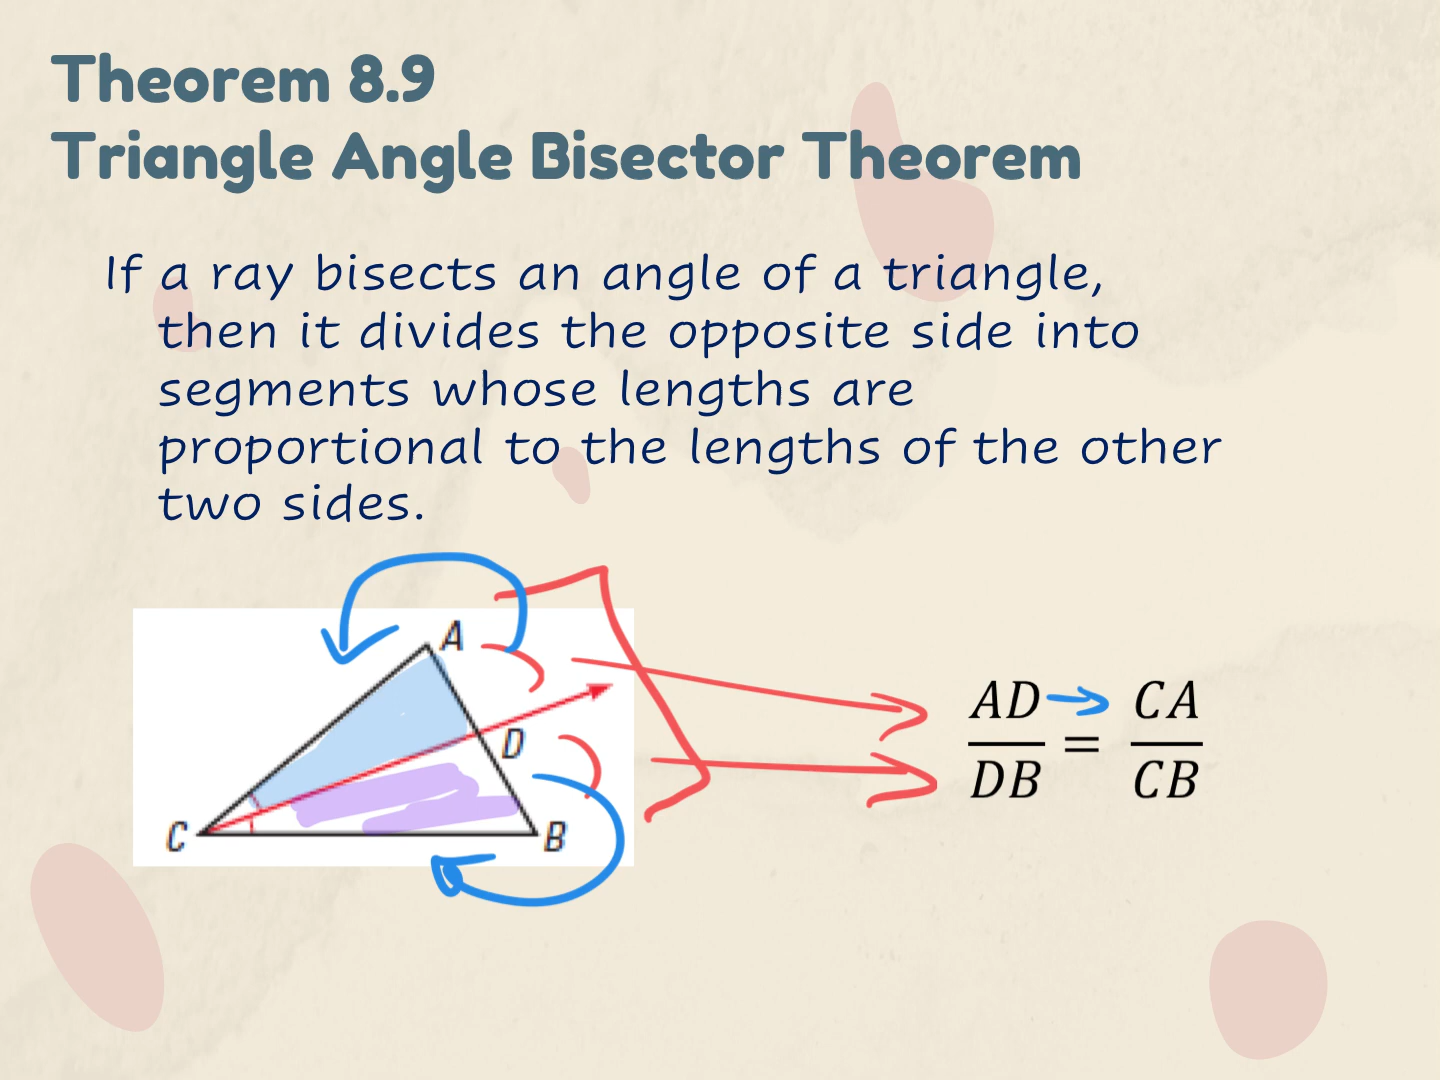 Theorem 8.9
Triangle Angle Bisector Theorem
If a ray bisects an angle of a triangle,
then it divides the opposite side into
segments whose lengths are
proportional to the lengths of the other
two sides.
A
D
C
B
AD/DB = CA/CB